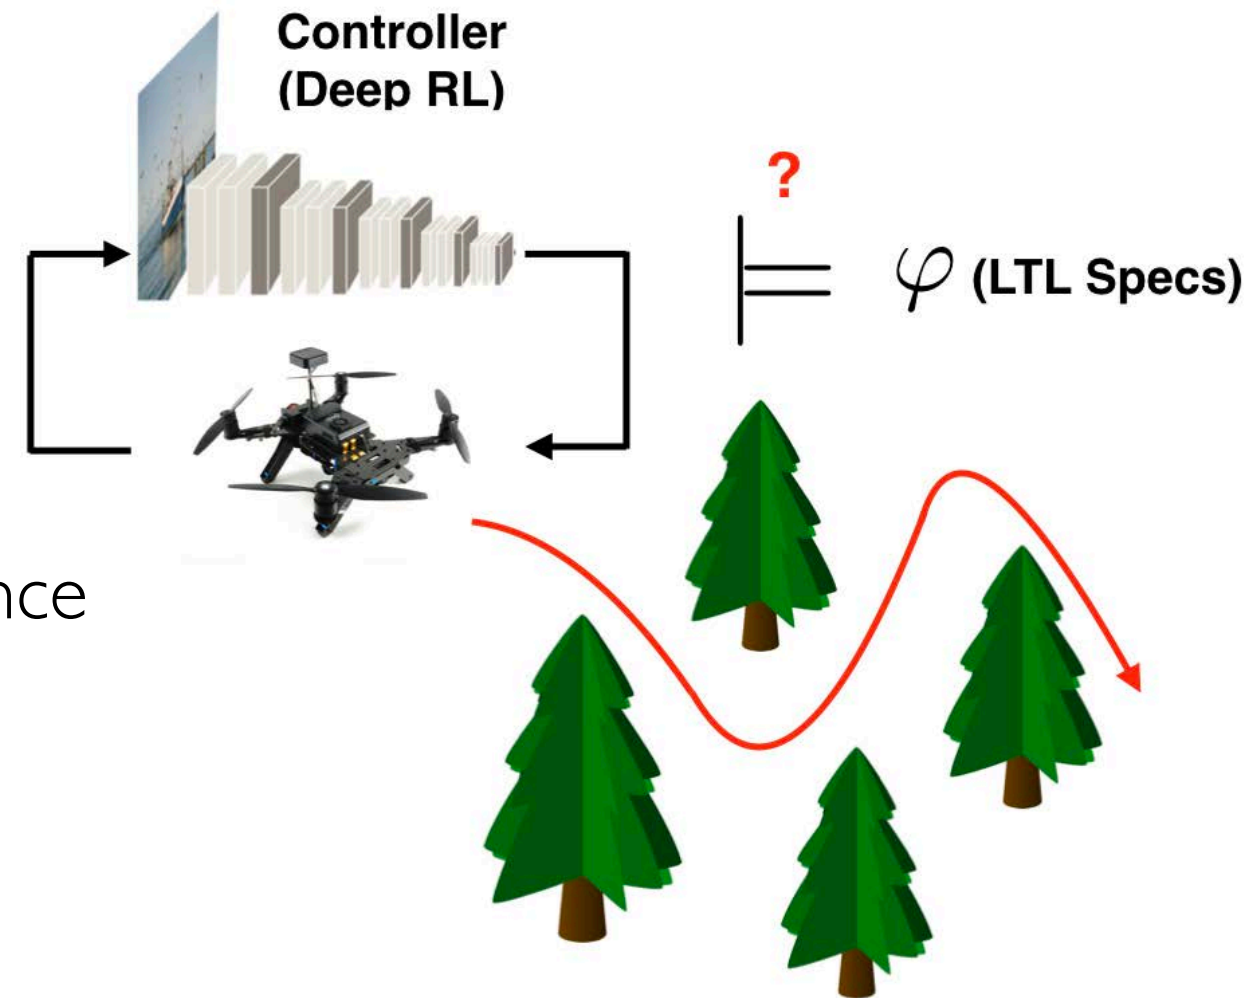 Controller
(Deep RL)
?
⊨ φ (LTL Specs)
nce